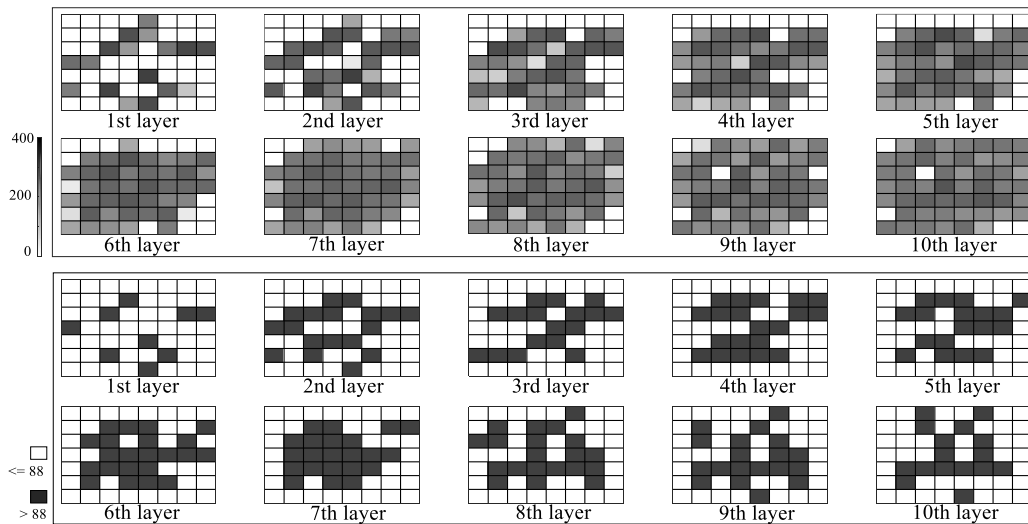 1st layer 2nd layer 3rd layer 4th layer 5th layer
400
200
0
6th layer 7th layer 8th layer 9th layer 10th layer
1st layer 2nd layer 3rd layer 4th layer 5th layer
<= 88
> 88
6th layer 7th layer 8th layer 9th layer 10th layer